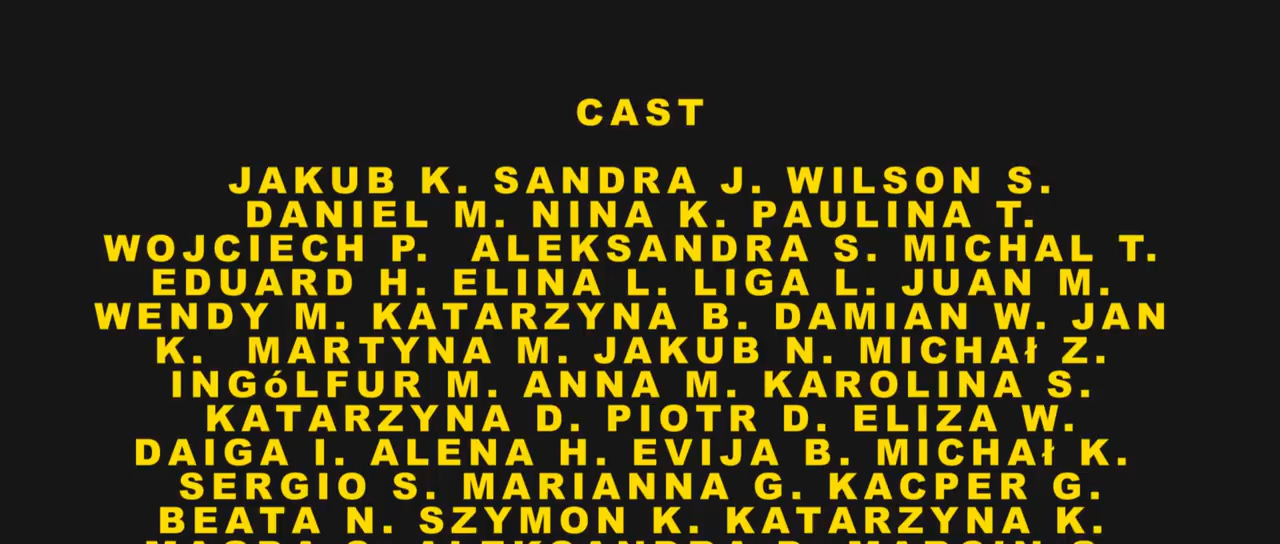 CAST
JAKUB K. SANDRA J. WILSON S.
DANIEL M. NINA K. PAULINA T.
WOJCIECH P. ALEKSANDRA S. MICHAL T.
EDUARD H. ELINA L. LIGA L. JUAN M.
WENDY M. KATARZYNA B. DAMIAN W. JAN
K. MARTYNA M. JAKUB N. MICHAł Z.
INGóLFUR M. ANNA M. KAROLINA S.
KATARZYNA D. PIOTR D. ELIZA W.
DAIGA I. ALENA H. EVIJA B. MICHAł K.
SERGIO S. MARIANNA G. KACPER G.
BEATA N. SZYMON K. KATARZYNA K.